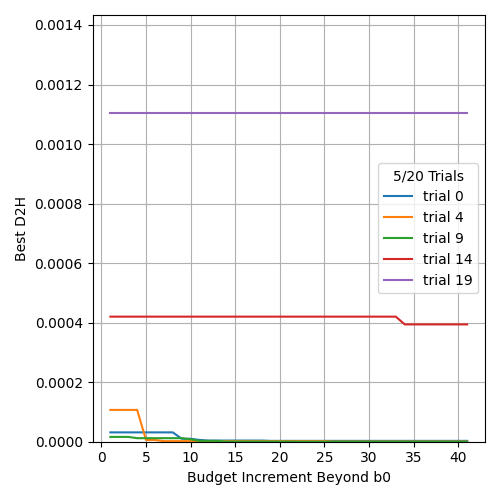 0.0014
0.0012
0.0010
0.0008
0.0006
0.0004
0.0002
0.0000
Best D2H
5/20 Trials
trial 0
trial 4
trial 9
trial 14
trial 19
0 5 10 15 20 25 30 35 40
Budget Increment Beyond b0